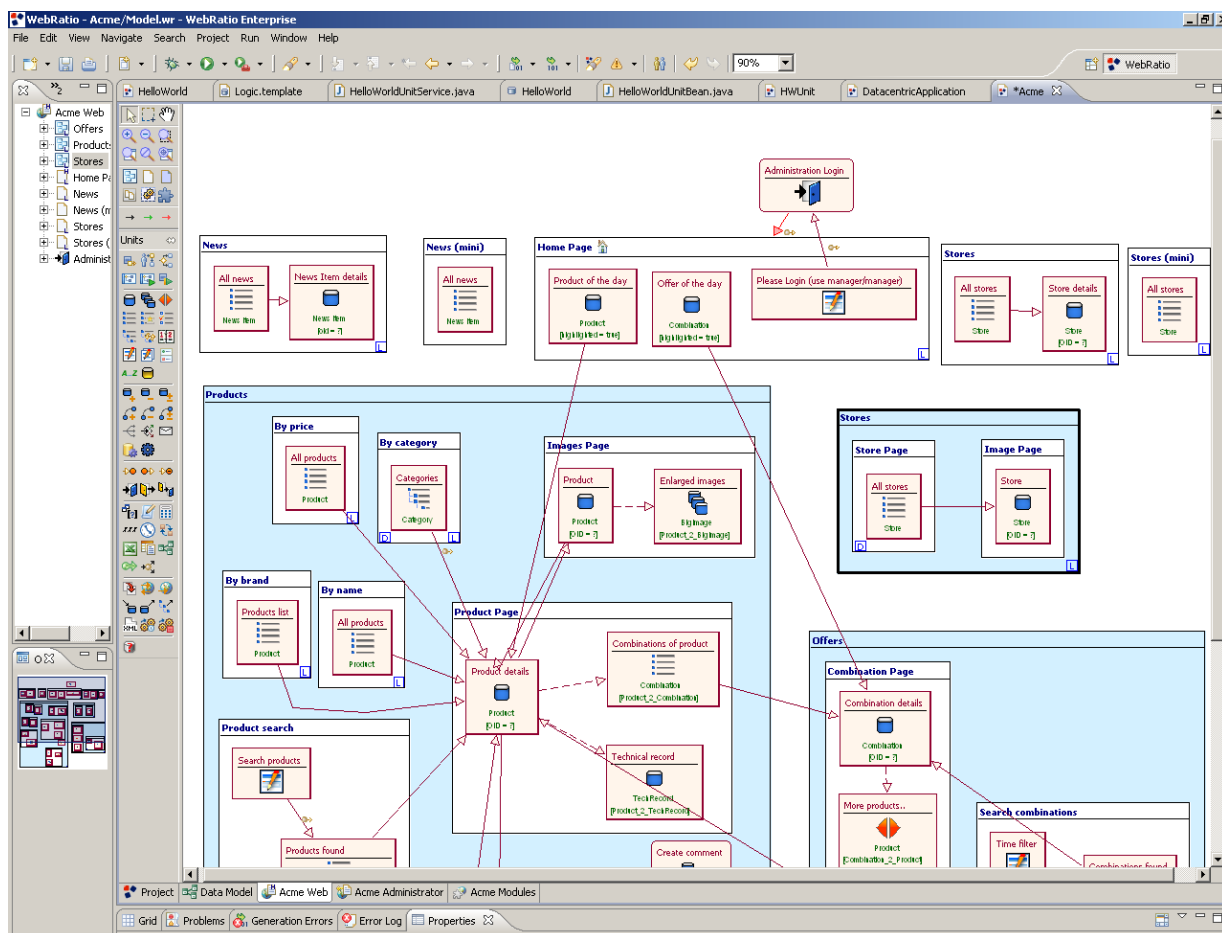 WebRatio - Acme/Model.wr - WebRatio Enterprise
File Edit View Navigate Search Project Run Window Help
90%
WebRatio
HelloWorld
Logic.template
HelloWorldUnitService.java
HelloWorld
HelloWorldUnitBean.java
HWUnit
DatacentricApplication
*Acme
Acme Web
Offers
Products
Stores
Home Pa
News
News (m
Stores
Stores (
Administ
Units
Administration Login
News
All news
News Item
News Item details
News Item
[OID = ?]
L
News (mini)
All news
News Item
Home Page
Product of the day
Product
[highlighted = true]
Offer of the day
Combination
[highlighted = true]
Please Login (use manager/manager)
L
Stores
All stores
Store
Store details
Store
[OID = ?]
L
Stores (mini)
All stores
Store
L
Products
By price
All products
Product
L
By category
Categories
Category
D
L
Images Page
Product
Product
[OID = ?]
Enlarged images
BigImage
[Product_2_BigImage]
Stores
Store Page
All stores
Store
D
Image Page
Store
Store
[OID = ?]
L
By brand
Products list
Product
L
By name
All products
Product
L
Product Page
Product details
Product
[OID = ?]
Combinations of product
Combination
[Product_2_Combination]
Technical record
TechRecord
[Product_2_TechRecord]
Product search
Search products
Products found
Create comment
Offers
Combination Page
Combination details
Combination
[OID = ?]
More products..
Product
[Combination_2_Product]
Search combinations
Time filter
Combinations found
Project
Data Model
Acme Web
Acme Administrator
Acme Modules
Grid
Problems
Generation Errors
Error Log
Properties